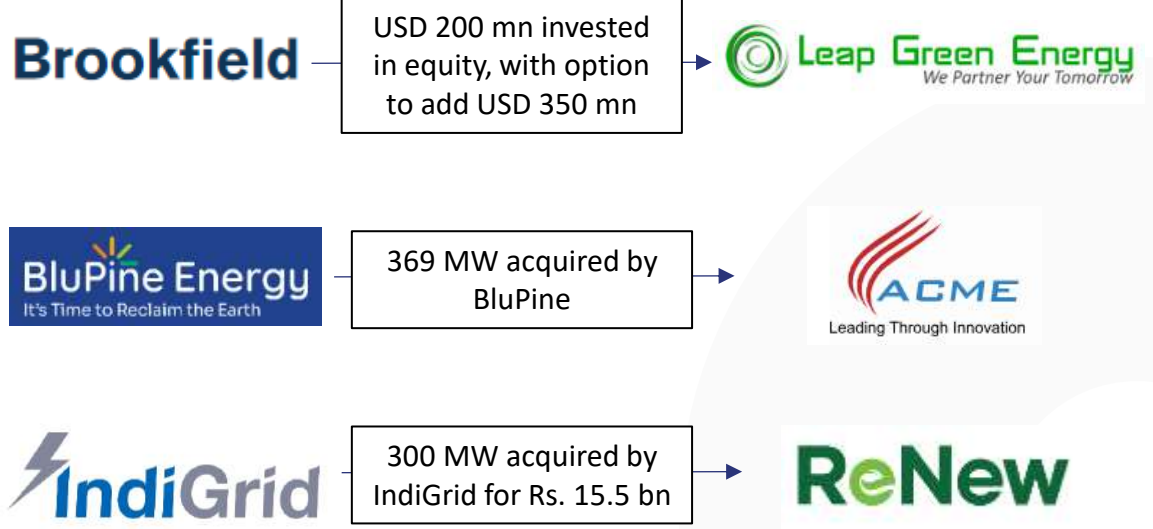 Brookfield
USD 200 mn invested
in equity, with option
to add USD 350 mn
Leap Green Energy
We Partner Your Tomorrow
BluPine Energy
It's Time to Reclaim the Earth
369 MW acquired by
BluPine
ACME
Leading Through Innovation
IndiGrid
300 MW acquired by
IndiGrid for Rs. 15.5 bn
ReNew